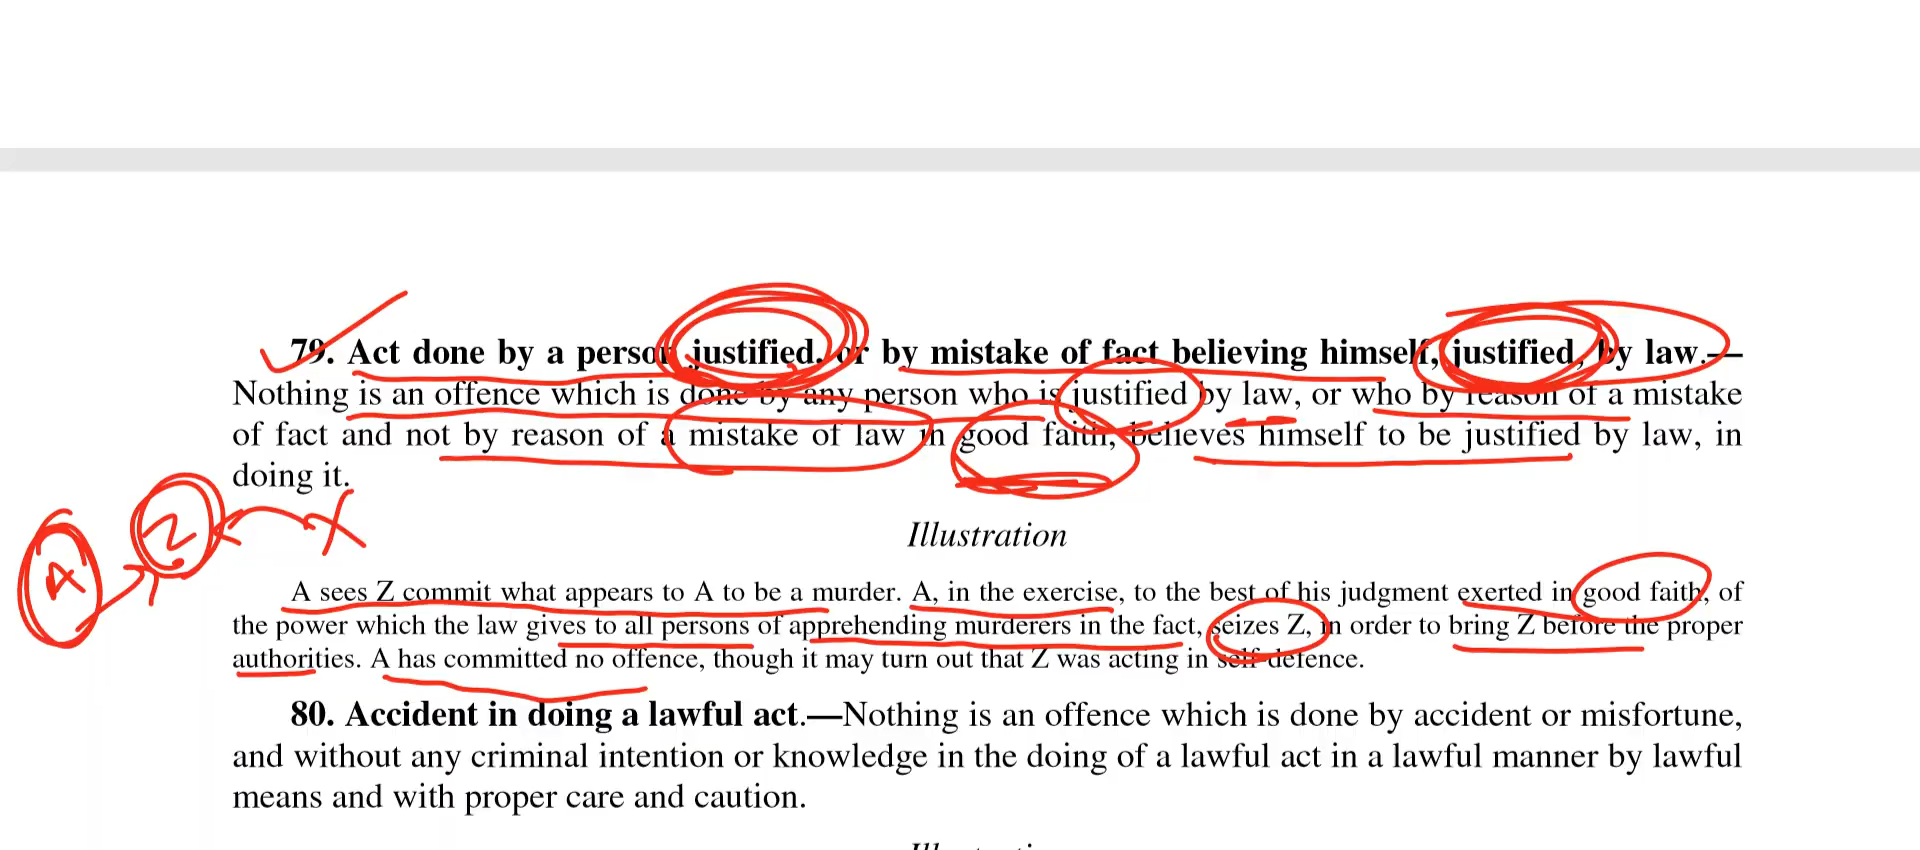 79. Act done by a person justified, or by mistake of fact believing himself, justified, by law.—
Nothing is an offence which is done by any person who is justified by law, or who by reason of a mistake
of fact and not by reason of a mistake of law in good faith, believes himself to be justified by law, in
doing it.
A Z X
Illustration
A sees Z commit what appears to A to be a murder. A, in the exercise, to the best of his judgment exerted in good faith, of
the power which the law gives to all persons of apprehending murderers in the fact, seizes Z, in order to bring Z before the proper
authorities. A has committed no offence, though it may turn out that Z was acting in self-defence.
80. Accident in doing a lawful act.—Nothing is an offence which is done by accident or misfortune,
and without any criminal intention or knowledge in the doing of a lawful act in a lawful manner by lawful
means and with proper care and caution.